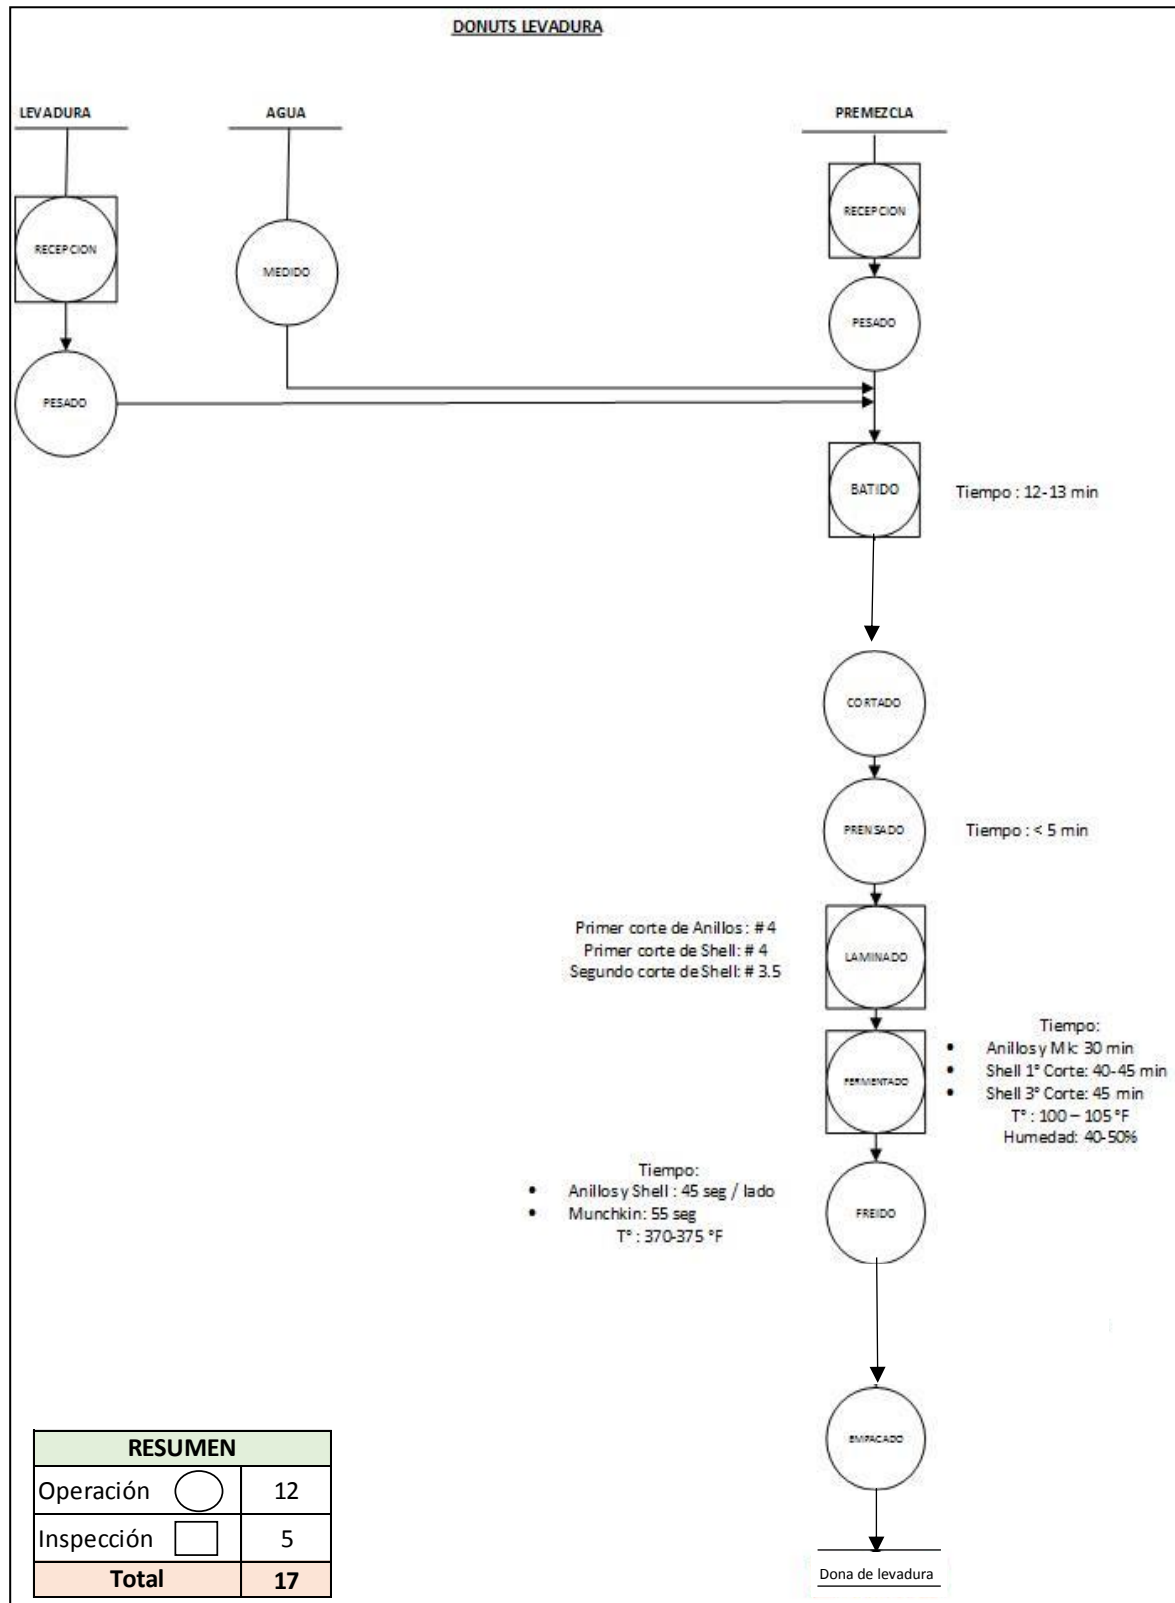 DONUTS LEVADURA
LEVADURA
AGUA
PREMEZCLA
RECEPCION
RECEPCION
MEDIDO
PESADO
PESADO
BATIDO
Tiempo : 12-13 min
CORTADO
PRENSADO
Tiempo : < 5 min
Primer corte de Anillos : # 4
Primer corte de Shell: # 4
Segundo corte de Shell: # 3.5
LAMINADO
Tiempo:
• Anillos y Mk: 30 min
• Shell 1° Corte: 40-45 min
• Shell 3° Corte: 45 min
T° : 100 – 105 °F
Humedad: 40-50%
FERMENTADO
Tiempo:
• Anillos y Shell : 45 seg / lado
• Munchkin: 55 seg
T° : 370-375 °F
FREIDO
EMPACADO
Dona de levadura
RESUMEN
Operación 12
Inspección 5
Total 17